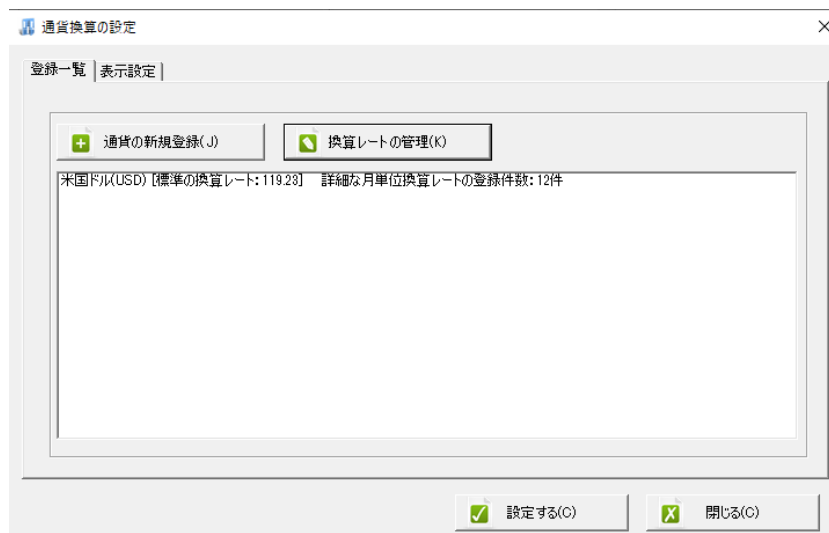 通貨換算の設定
登録一覧 表示設定
通貨の新規登録(J) 換算レートの管理(K)
米国ドル(USD) [標準の換算レート: 119.23] 詳細な月単位換算レートの登録件数: 12件
設定する(C) 閉じる(C)